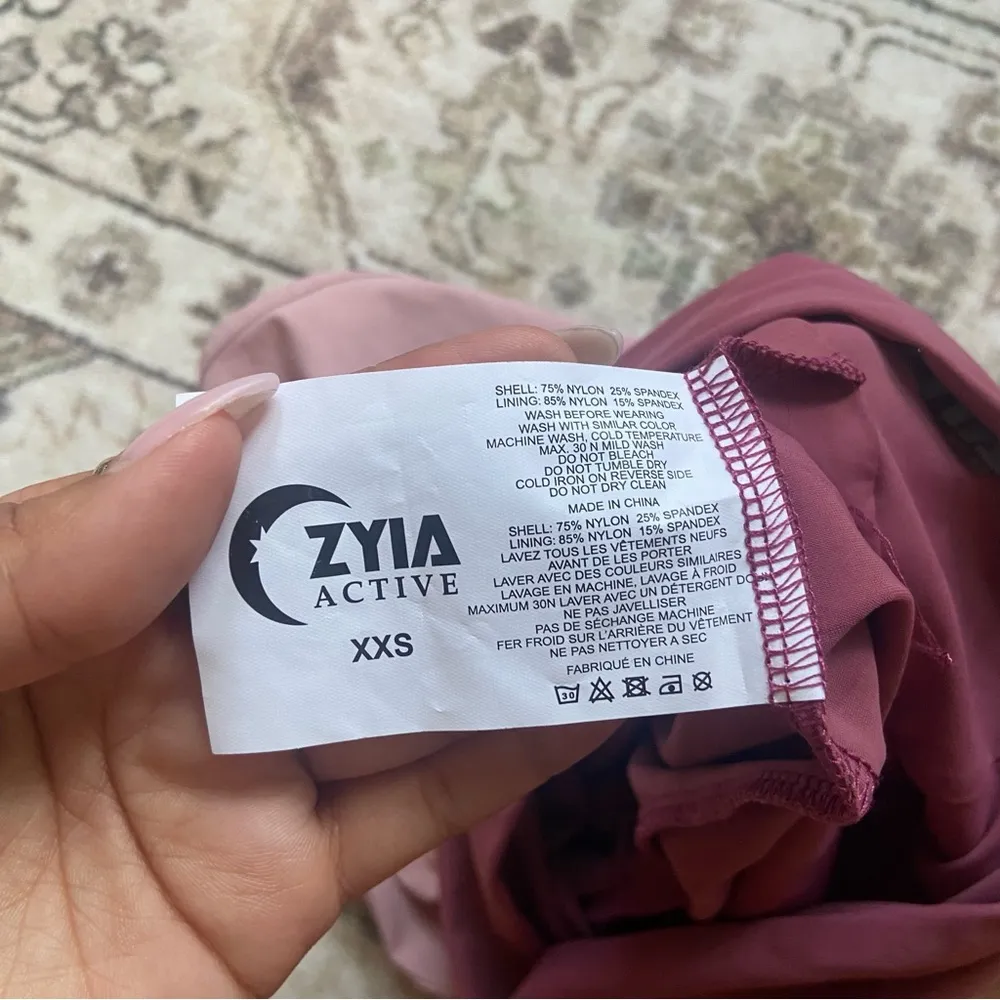 ZYIA
ACTIVE
XXS
SHELL: 75% NYLON 25% SPANDEX
LINING: 85% NYLON 15% SPANDEX
WASH BEFORE WEARING
WASH WITH SIMILAR COLOR
MACHINE WASH, COLD TEMPERATURE
MAX. 30 N MILD WASH
DO NOT BLEACH
DO NOT TUMBLE DRY
COLD IRON ON REVERSE SIDE
DO NOT DRY CLEAN
MADE IN CHINA
SHELL: 75% NYLON 25% SPANDEX
LINING: 85% NYLON 15% SPANDEX
LAVEZ TOUS LES VÊTEMENTS NEUFS
AVANT DE LES PORTER
LAVER AVEC DES COULEURS SIMILAIRES
LAVAGE EN MACHINE, LAVAGE À FROID
MAXIMUM 30N LAVER AVEC UN DÉTERGENT
NE PAS JAVELLISER
PAS DE SÉCHAGE MACHINE
FER FROID SUR L'ARRIÈRE DU VÊTEMENT
NE PAS NETTOYER A SEC
FABRIQUÉ EN CHINE
30